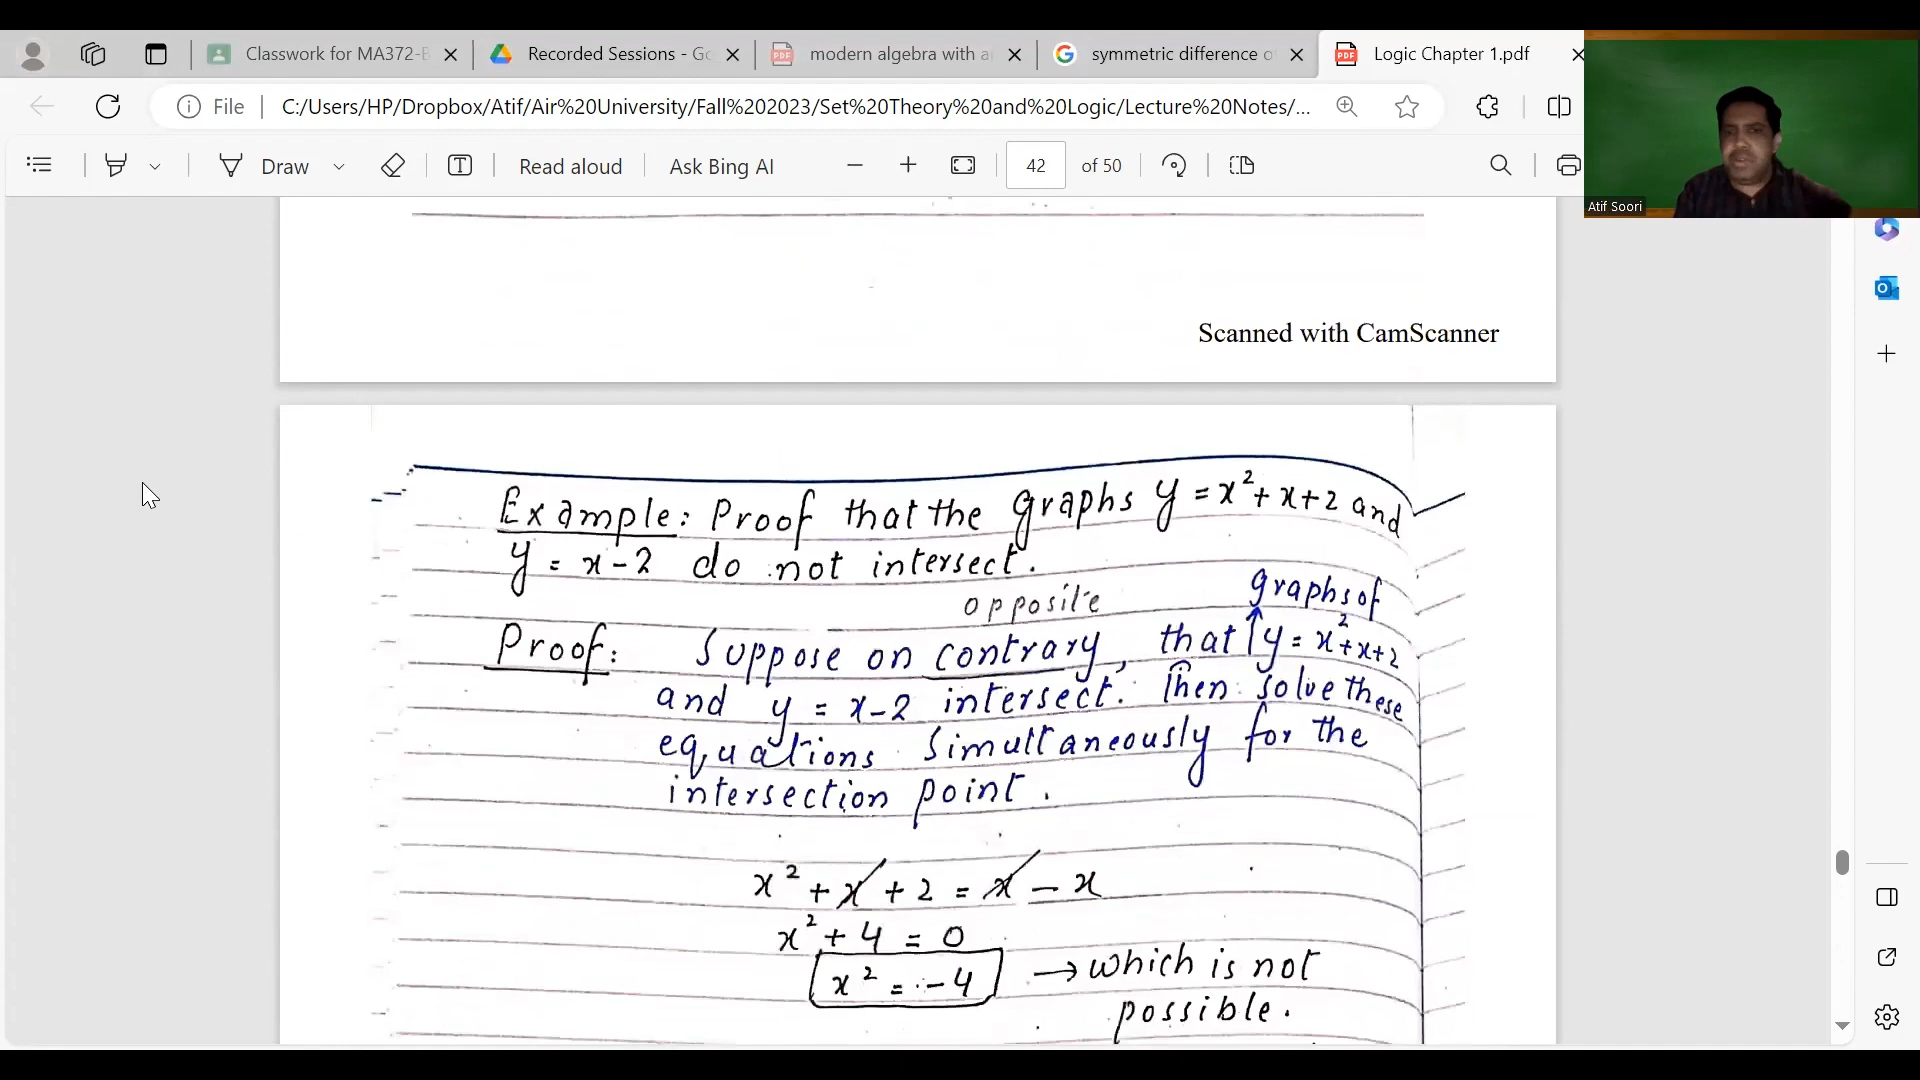 Classwork for MA372-B
Recorded Sessions - Go
modern algebra with a
symmetric difference o
Logic Chapter 1.pdf
File
C:/Users/HP/Dropbox/Atif/Air%20University/Fall%202023/Set%20Theory%20and%20Logic/Lecture%20Notes/...
Draw
Read aloud
Ask Bing AI
42
of 50
Atif Soori
Scanned with CamScanner
Example: Proof that the graphs y = x² + x + 2 and
y = x - 2 do not intersect.
opposite
graphs of
Proof: Suppose on contrary, that y = x² + x + 2
and y = x - 2 intersect. Then solve these
equations simultaneously for the
intersection point.
x² + x + 2 = x - x
x² + 4 = 0
x² = -4 → which is not
possible.